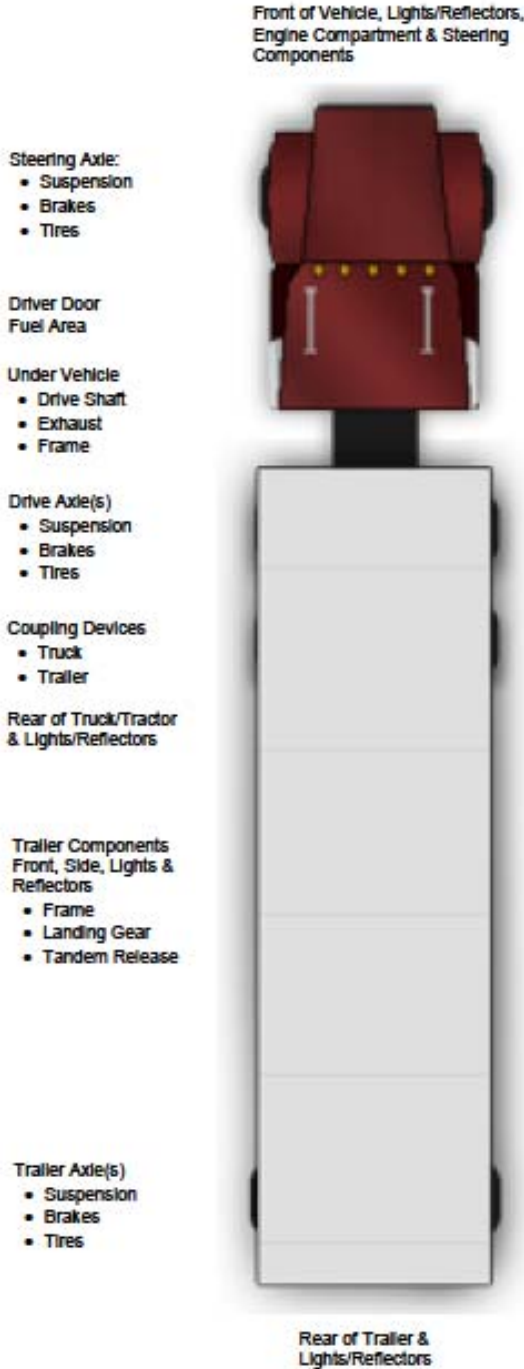 Front of Vehicle, Lights/Reflectors,
Engine Compartment & Steering
Components
Steering Axle:
• Suspension
• Brakes
• Tires
Driver Door
Fuel Area
Under Vehicle
• Drive Shaft
• Exhaust
• Frame
Drive Axle(s)
• Suspension
• Brakes
• Tires
Coupling Devices
• Truck
• Trailer
Rear of Truck/Tractor
& Lights/Reflectors
Trailer Components
Front, Side, Lights &
Reflectors
• Frame
• Landing Gear
• Tandem Release
Trailer Axle(s)
• Suspension
• Brakes
• Tires
Rear of Trailer &
Lights/Reflectors